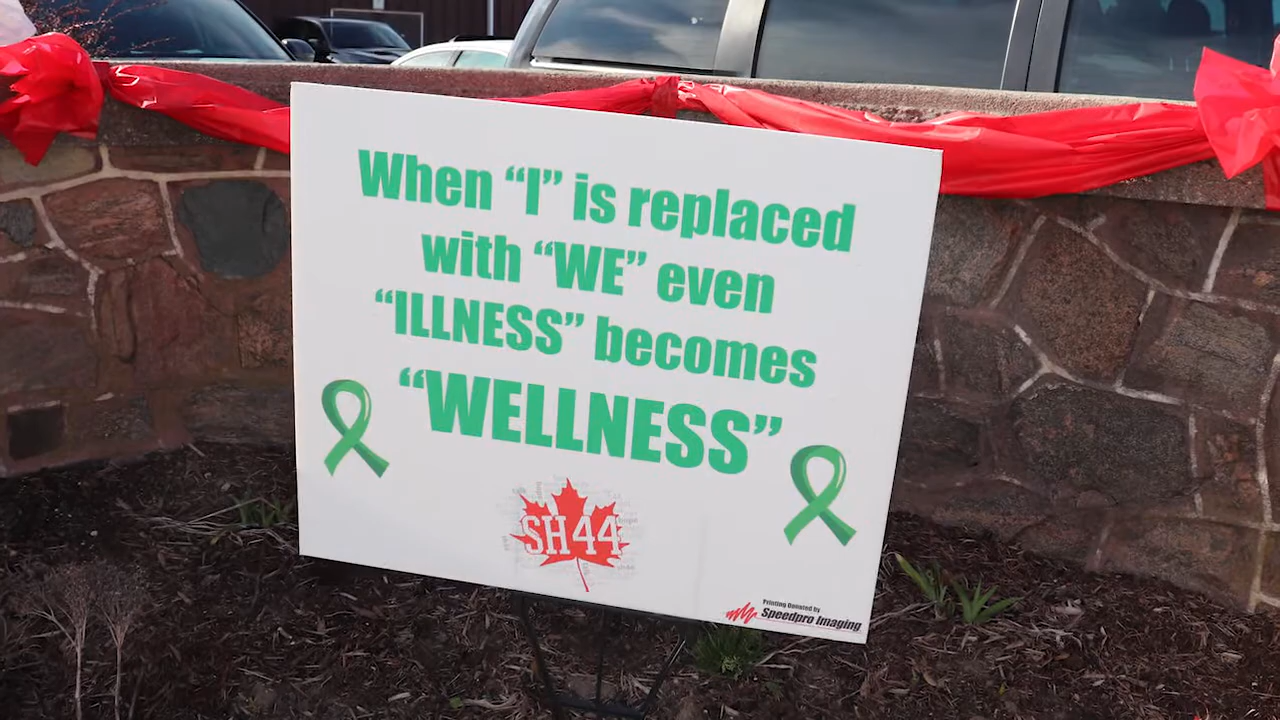 When “I” is replaced
with “WE” even
“ILLNESS” becomes
“WELLNESS”
SH44
Printing Donated by
Speedpro Imaging